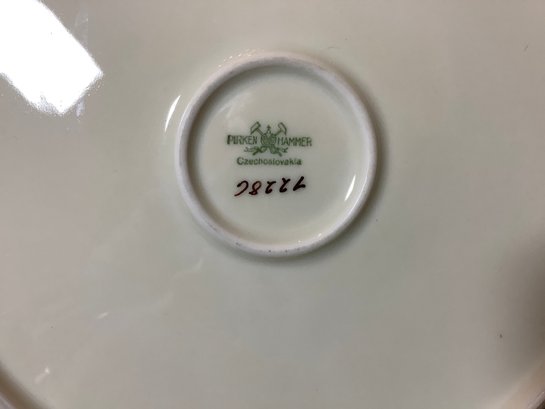 PIRKEN HAMMER
Czechoslovakia
7228C